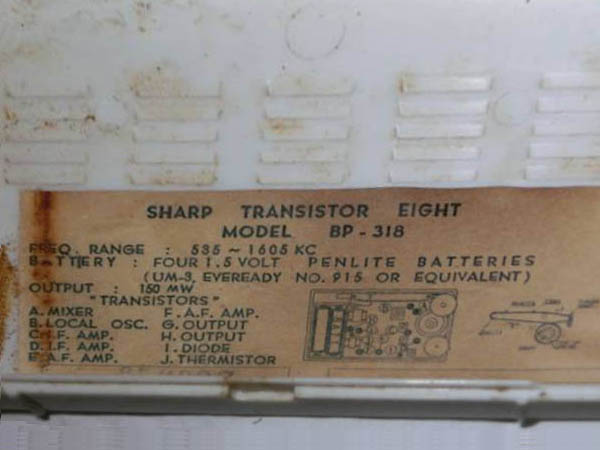 SHARP TRANSISTOR EIGHT
MODEL BP-318
FREQ. RANGE : 535 ~ 1605 KC
BATTERY : FOUR 1.5 VOLT PENLITE BATTERIES
(UM-3, EVEREADY NO. 915 OR EQUIVALENT)
OUTPUT : 150 MW
"TRANSISTORS"
A. MIXER F. A.F. AMP.
B. LOCAL OSC. G. OUTPUT
C. I.F. AMP. H. OUTPUT
D. I.F. AMP. I. DIODE
E. A.F. AMP. J. THERMISTOR